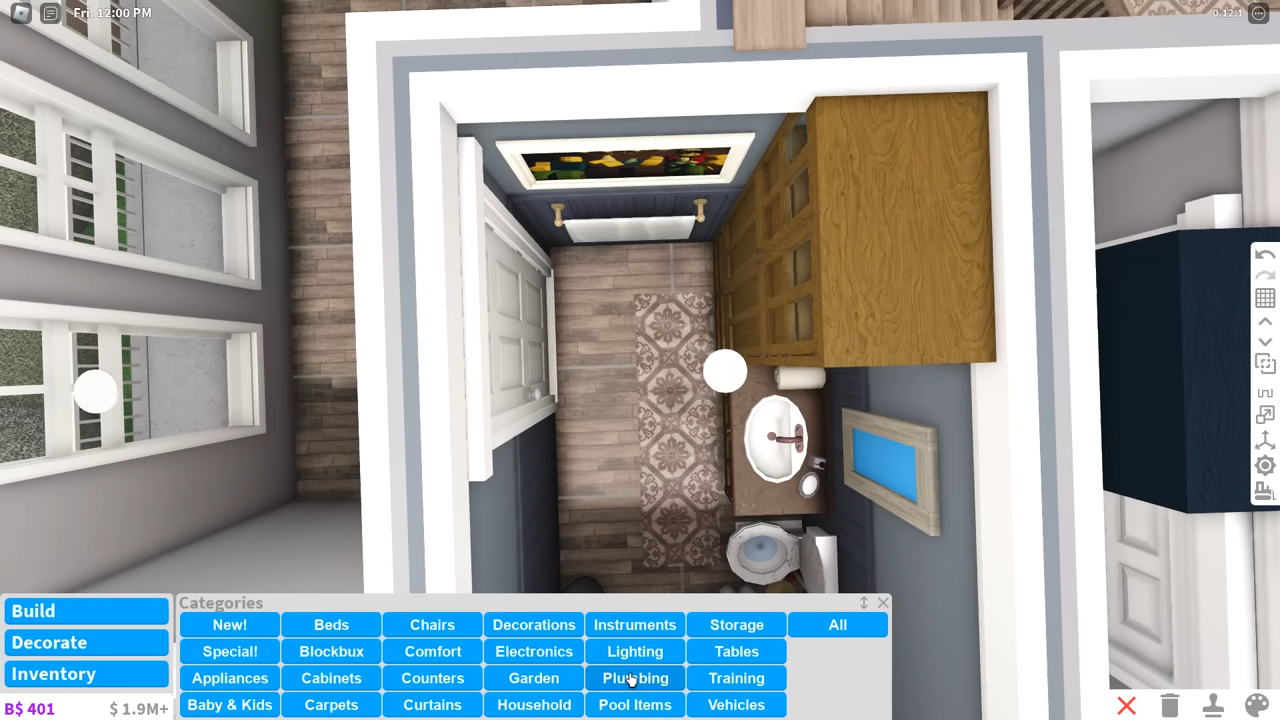 Fri. 12:00 PM
0.12.1
Build
Decorate
Inventory
B$ 401
$ 1.9M+
Categories
New! Beds Chairs Decorations Instruments Storage All
Special! Blockbux Comfort Electronics Lighting Tables
Appliances Cabinets Counters Garden Plumbing Training
Baby & Kids Carpets Curtains Household Pool Items Vehicles